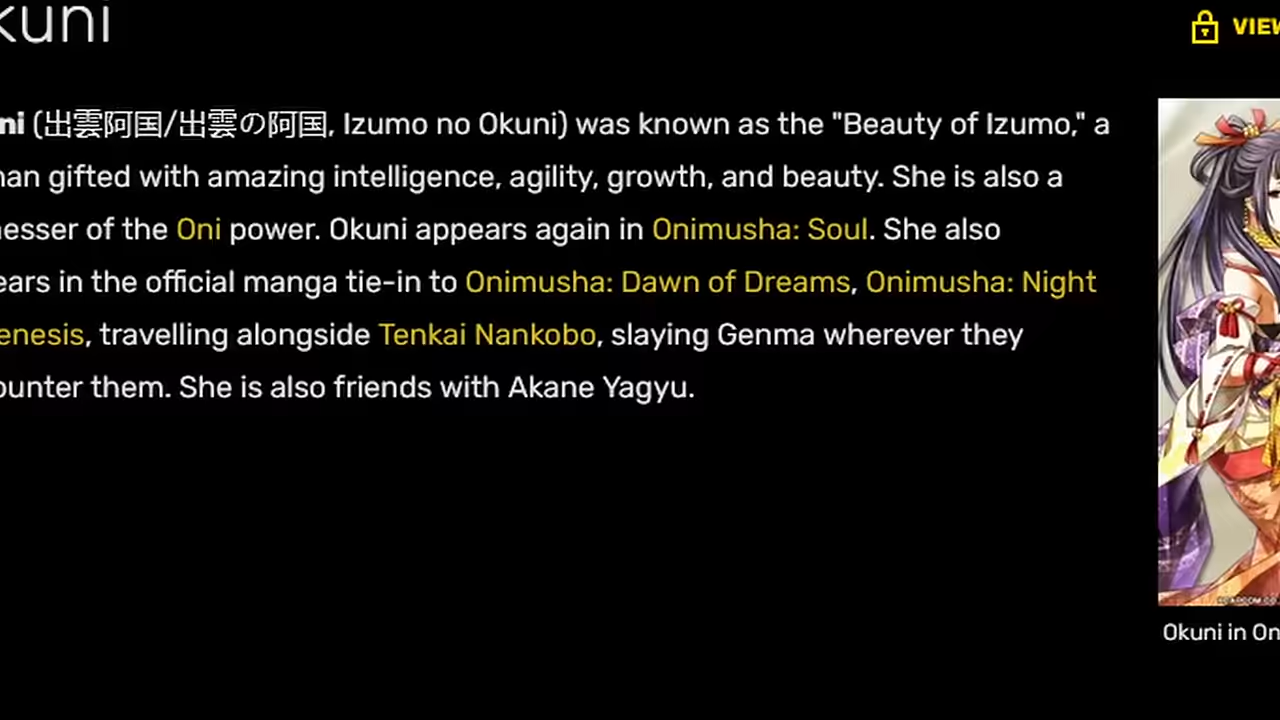 kuni
VIEW
ni (出雲阿国/出雲の阿国, Izumo no Okuni) was known as the "Beauty of Izumo," a
nan gifted with amazing intelligence, agility, growth, and beauty. She is also a
esser of the Oni power. Okuni appears again in Onimusha: Soul. She also
ears in the official manga tie-in to Onimusha: Dawn of Dreams, Onimusha: Night
enesis, travelling alongside Tenkai Nankobo, slaying Genma wherever they
ounter them. She is also friends with Akane Yagyu.
Okuni in On